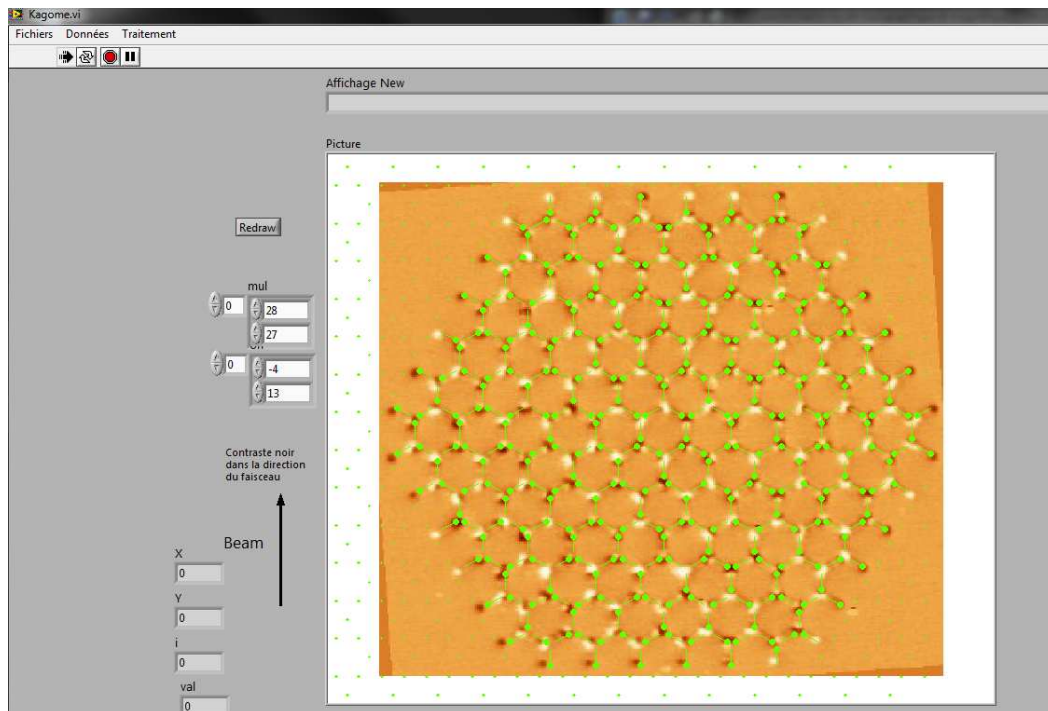 Kagome.vi
Fichiers Données Traitement
Affichage New
Picture
Redraw
mul
0
28
27
0
-4
13
Contraste noir
dans la direction
du faisceau
Beam
X
0
Y
0
i
0
val
0